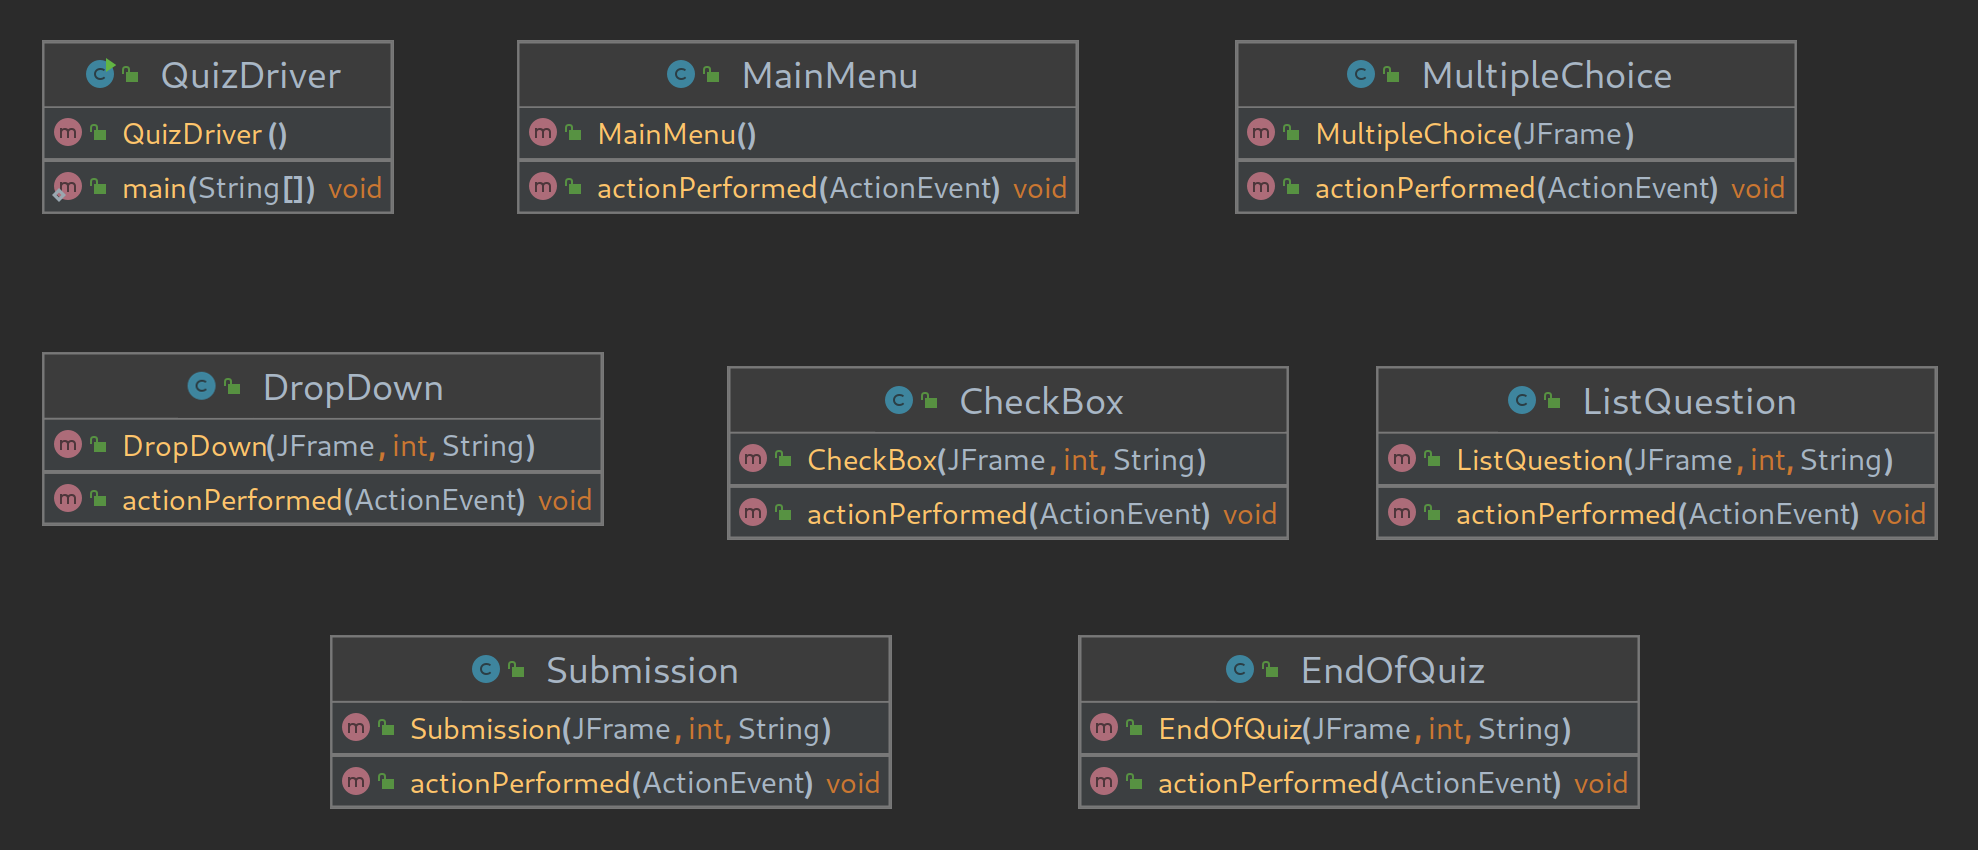 QuizDriver
QuizDriver()
main(String[]) void
MainMenu
MainMenu()
actionPerformed(ActionEvent) void
MultipleChoice
MultipleChoice(JFrame)
actionPerformed(ActionEvent) void
DropDown
DropDown(JFrame, int, String)
actionPerformed(ActionEvent) void
CheckBox
CheckBox(JFrame, int, String)
actionPerformed(ActionEvent) void
ListQuestion
ListQuestion(JFrame, int, String)
actionPerformed(ActionEvent) void
Submission
Submission(JFrame, int, String)
actionPerformed(ActionEvent) void
EndOfQuiz
EndOfQuiz(JFrame, int, String)
actionPerformed(ActionEvent) void